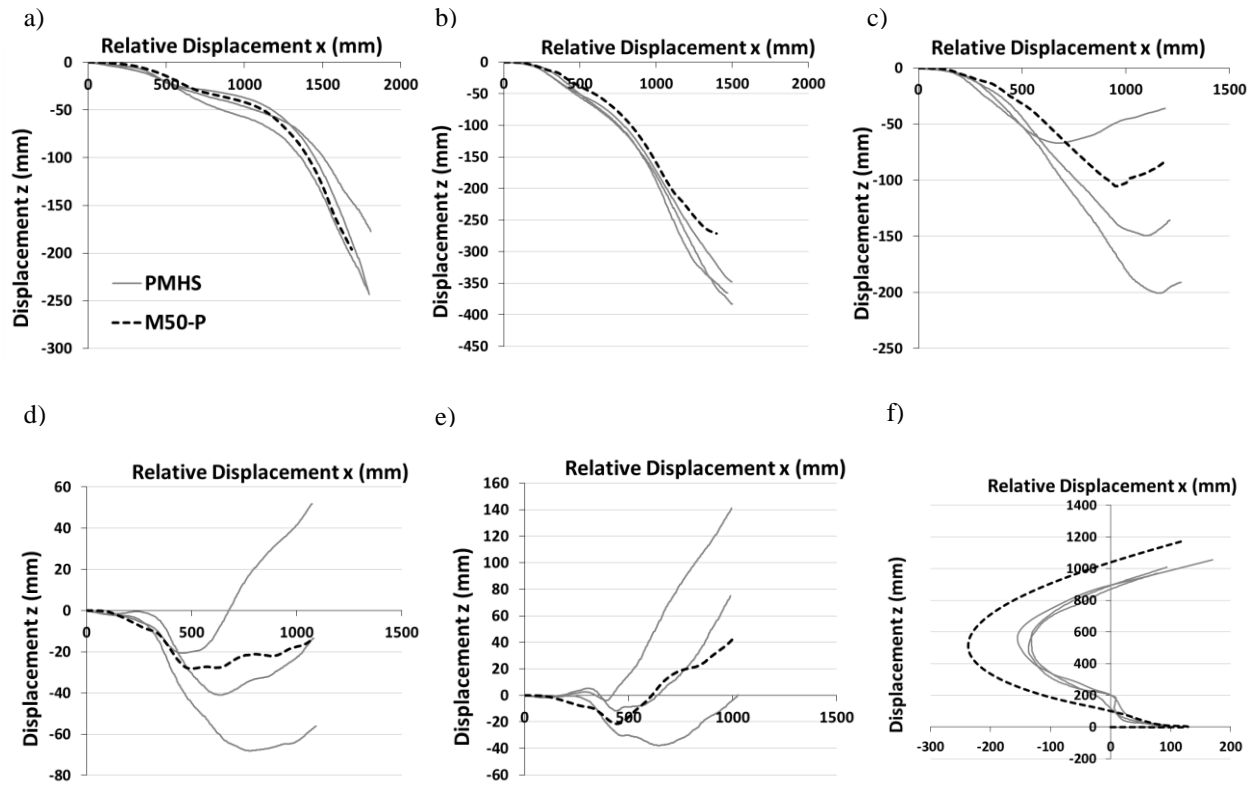 a)
Relative Displacement x (mm)
0 500 1000 1500 2000
0
-50
-100
-150
-200
-250
-300
Displacement z (mm)
PMHS
M50-P
b)
Relative Displacement x (mm)
0 500 1000 1500 2000
0
-50
-100
-150
-200
-250
-300
-350
-400
-450
Displacement z (mm)
c)
Relative Displacement x (mm)
0 500 1000 1500
0
-50
-100
-150
-200
-250
Displacement z (mm)
d)
Relative Displacement x (mm)
60
40
20
0
-20
-40
-60
-80
0 500 1000 1500
Displacement z (mm)
e)
Relative Displacement x (mm)
160
140
120
100
80
60
40
20
0
-20
-40
-60
0 500 1000 1500
Displacement z (mm)
f)
Relative Displacement x (mm)
1400
1200
1000
800
600
400
200
0
-200
-300 -200 -100 0 100 200
Displacement z (mm)